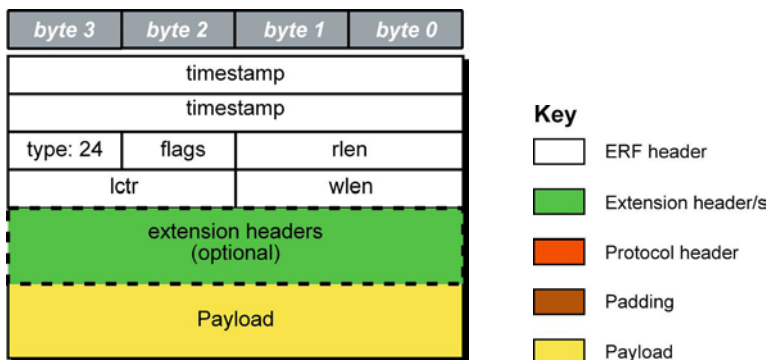 byte 3 byte 2 byte 1 byte 0
timestamp
timestamp
type: 24 flags rlen
lctr wlen
extension headers
(optional)
Payload
Key
ERF header
Extension header/s
Protocol header
Padding
Payload